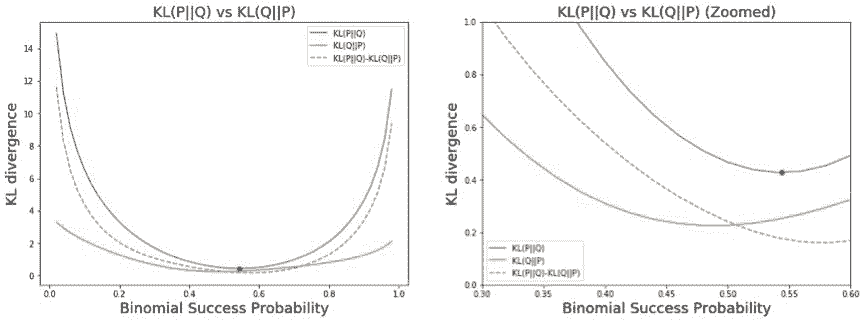 KL(P||Q) vs KL(Q||P)
KL(P||Q)
KL(Q||P)
KL(P||Q)-KL(Q||P)
KL divergence
14
12
10
8
6
4
2
0
0.0 0.2 0.4 0.6 0.8 1.0
Binomial Success Probability
KL(P||Q) vs KL(Q||P) (Zoomed)
KL divergence
1.0
0.8
0.6
0.4
0.2
0.0
KL(P||Q)
KL(Q||P)
KL(P||Q)-KL(Q||P)
0.30 0.35 0.40 0.45 0.50 0.55 0.60
Binomial Success Probability